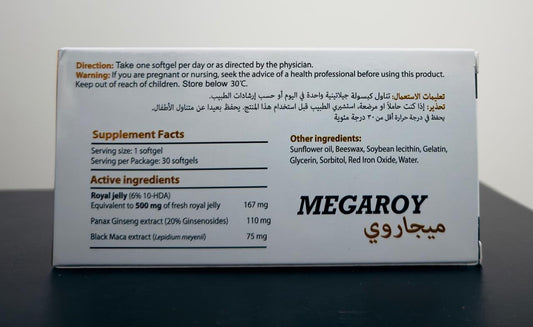 Direction: Take one softgel per day or as directed by the physician.
Warning: If you are pregnant or nursing, seek the advice of a health professional before using this product.
Keep out of reach of children. Store below 30℃.
تعليمات الاستعمال: تناول كبسولة جيلاتينية واحدة في اليوم أو حسب إرشادات الطبيب.
تحذير: إذا كنت حاملاً او مرضعة، استشيري الطبيب قبل استخدام هذا المنتج. يحفظ بعيدا عن متناول الأطفال.
يحفظ في درجة حرارة أقل من ٣٠ درجة مئوية
Supplement Facts
Serving size: 1 softgel
Serving per Package: 30 softgels
Active ingredients
Royal jelly (6% 10-HDA)
Equivalent to 500 mg of fresh royal jelly 167 mg
Panax Ginseng extract (20% Ginsenosides) 110 mg
Black Maca extract (Lepidium meyenii) 75 mg
Other ingredients:
Sunflower oil, Beeswax, Soybean lecithin, Gelatin,
Glycerin, Sorbitol, Red Iron Oxide, Water.
MEGAROY
ميجاروي